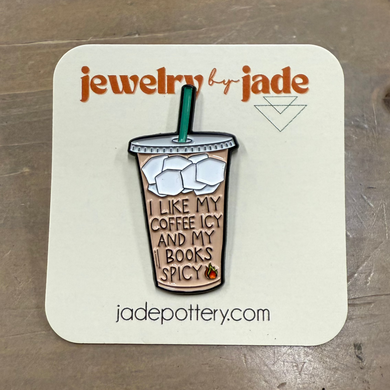 jewelry by jade
I LIKE MY
COFFEE ICY
AND MY
BOOKS
SPICY
jadepottery.com